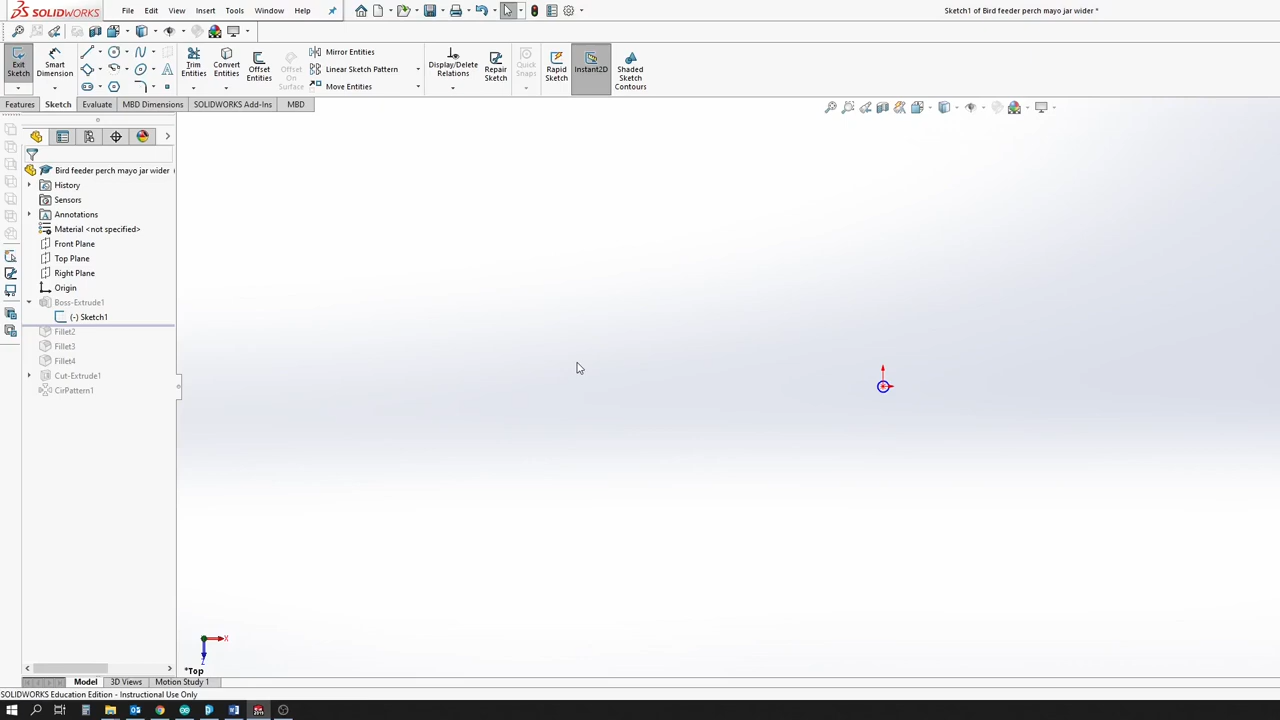 SOLIDWORKS
File Edit View Insert Tools Window Help
Sketch1 of Bird feeder perch mayo jar wider *
Exit Sketch
Smart Dimension
Trim Entities
Convert Entities
Offset Entities
Offset On Surface
Mirror Entities
Linear Sketch Pattern
Move Entities
Display/Delete Relations
Repair Sketch
Quick Snaps
Rapid Sketch
Instant2D
Shaded Sketch Contours
Features Sketch Evaluate MBD Dimensions SOLIDWORKS Add-Ins MBD
Bird feeder perch mayo jar wider
History
Sensors
Annotations
Material <not specified>
Front Plane
Top Plane
Right Plane
Origin
Boss-Extrude1
(-) Sketch1
Fillet2
Fillet3
Fillet4
Cut-Extrude1
CirPattern1
X
Z
*Top
Model 3D Views Motion Study 1
SOLIDWORKS Education Edition - Instructional Use Only